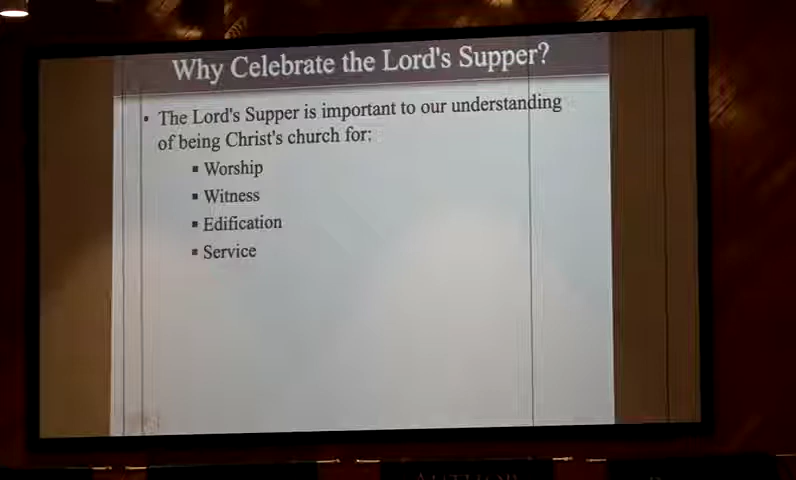 Why Celebrate the Lord's Supper?
• The Lord's Supper is important to our understanding
of being Christ's church for:
▪ Worship
▪ Witness
▪ Edification
▪ Service